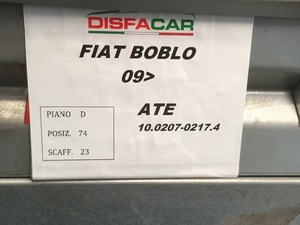 DISFACAR
FIAT BOBLO
09>
ATE
10.0207-0217.4
PIANO D
POSIZ. 74
SCAFF. 23